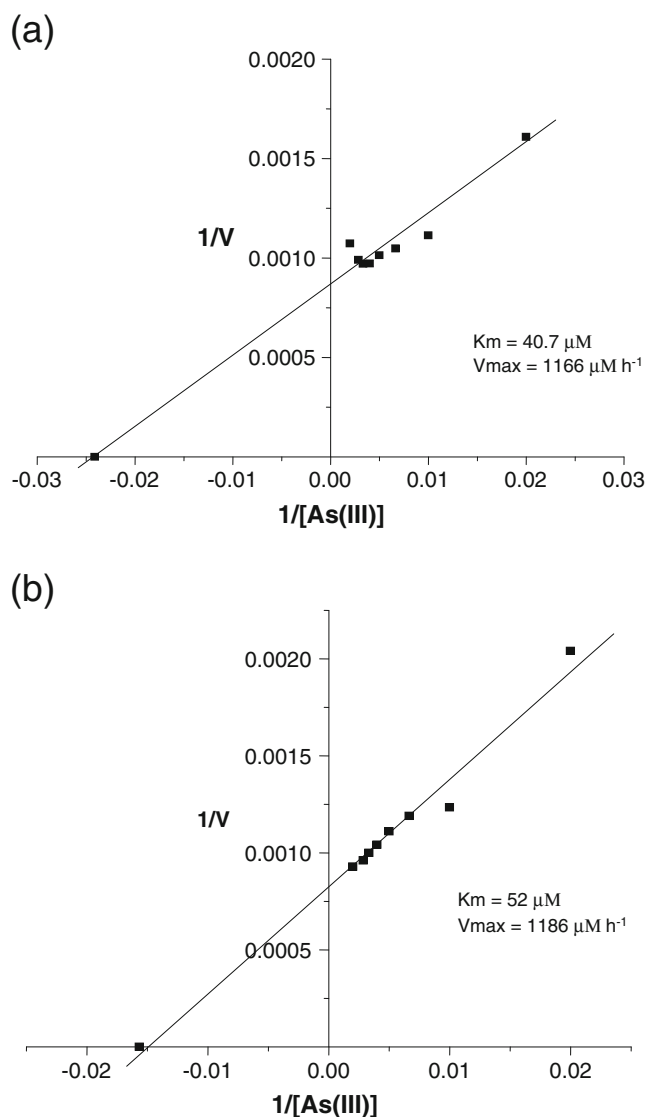 (a)
0.0020
0.0015
1/V
0.0010
0.0005
Km = 40.7 μM
Vmax = 1166 μM h⁻¹
-0.03 -0.02 -0.01 0.00 0.01 0.02 0.03
1/[As(III)]
(b)
0.0020
0.0015
1/V
0.0010
0.0005
Km = 52 μM
Vmax = 1186 μM h⁻¹
-0.02 -0.01 0.00 0.01 0.02
1/[As(III)]